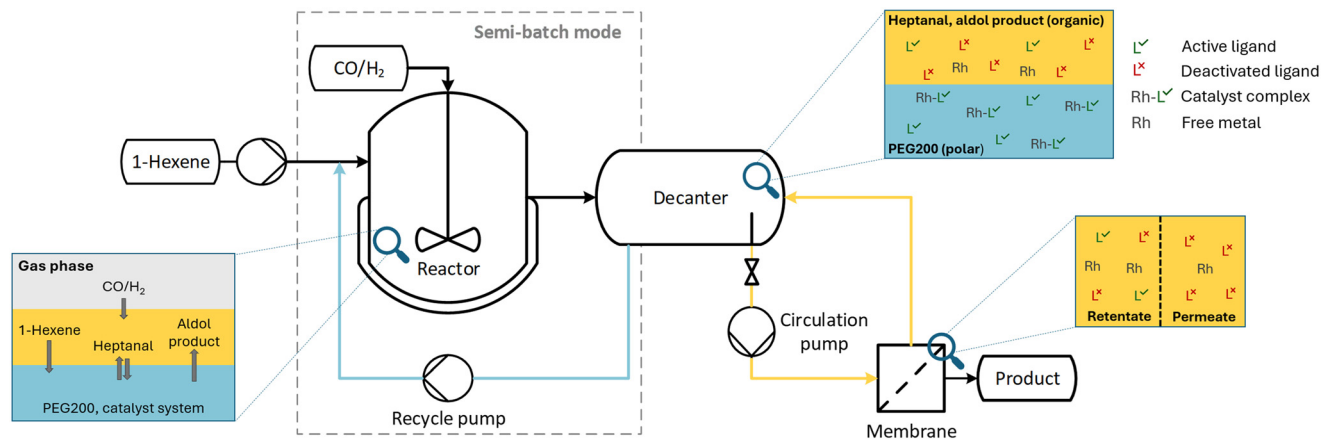 Semi-batch mode
CO/H₂
1-Hexene
Reactor
Decanter
Recycle pump
Circulation
pump
Membrane
Product
Gas phase
CO/H₂
1-Hexene
Heptanal
Aldol
product
PEG200, catalyst system
Heptanal, aldol product (organic)
L✓ L× L✓ L×
L× Rh L× Rh L×
Rh-L✓ Rh-L✓ L✓ Rh-L✓
L✓ L✓ Rh-L✓
PEG200 (polar)
L✓ Active ligand
L× Deactivated ligand
Rh-L✓ Catalyst complex
Rh Free metal
L✓ L× L× L×
Rh Rh Rh
L× L✓ L× L×
Retentate Permeate